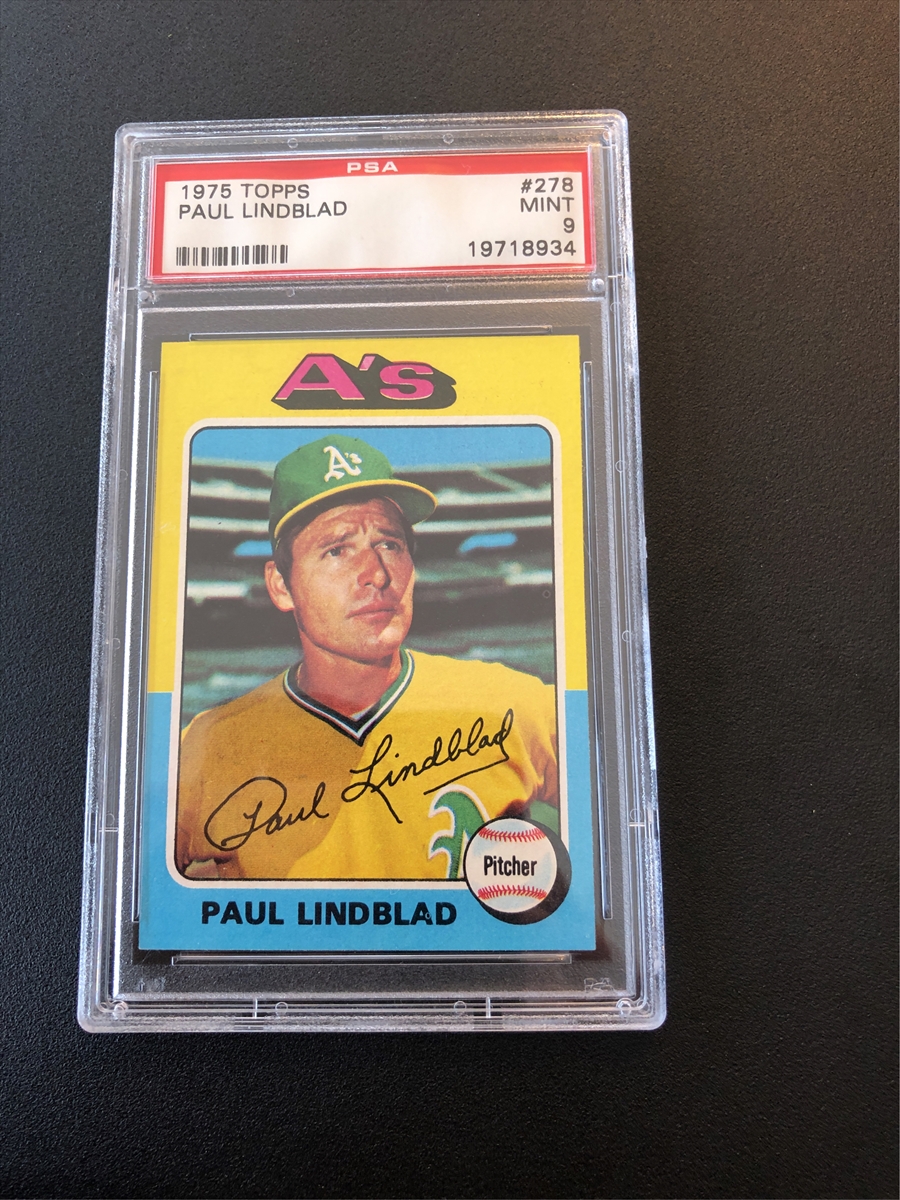 PSA
1975 TOPPS #278
PAUL LINDBLAD MINT
9
19718934
A's
A's
Paul Lindblad
A
Pitcher
PAUL LINDBLAD